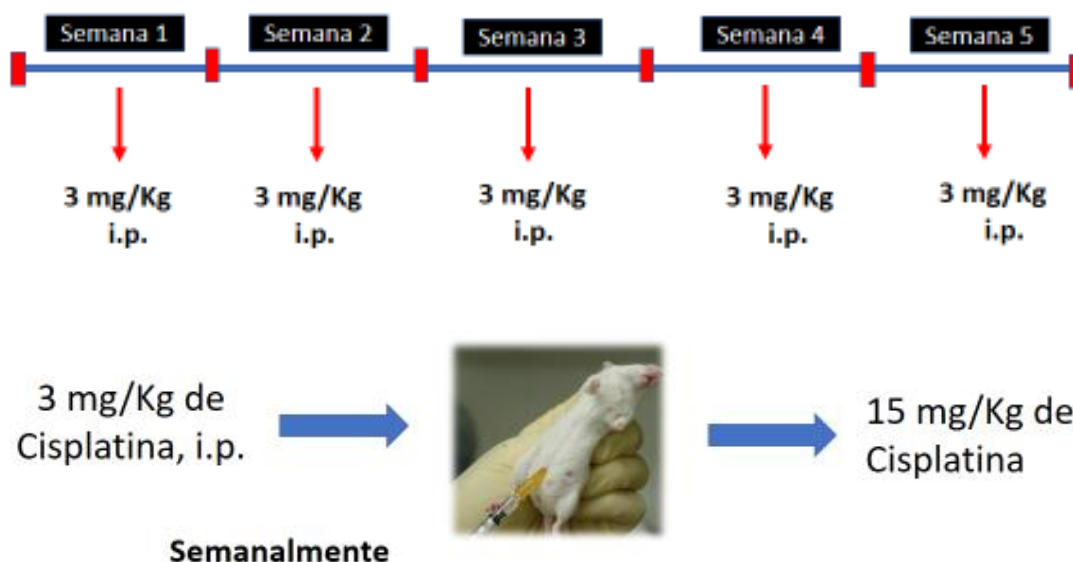 Semana 1 Semana 2 Semana 3 Semana 4 Semana 5
3 mg/Kg 3 mg/Kg 3 mg/Kg 3 mg/Kg 3 mg/Kg
i.p. i.p. i.p. i.p. i.p.
3 mg/Kg de
Cisplatina, i.p.
15 mg/Kg de
Cisplatina
Semanalmente